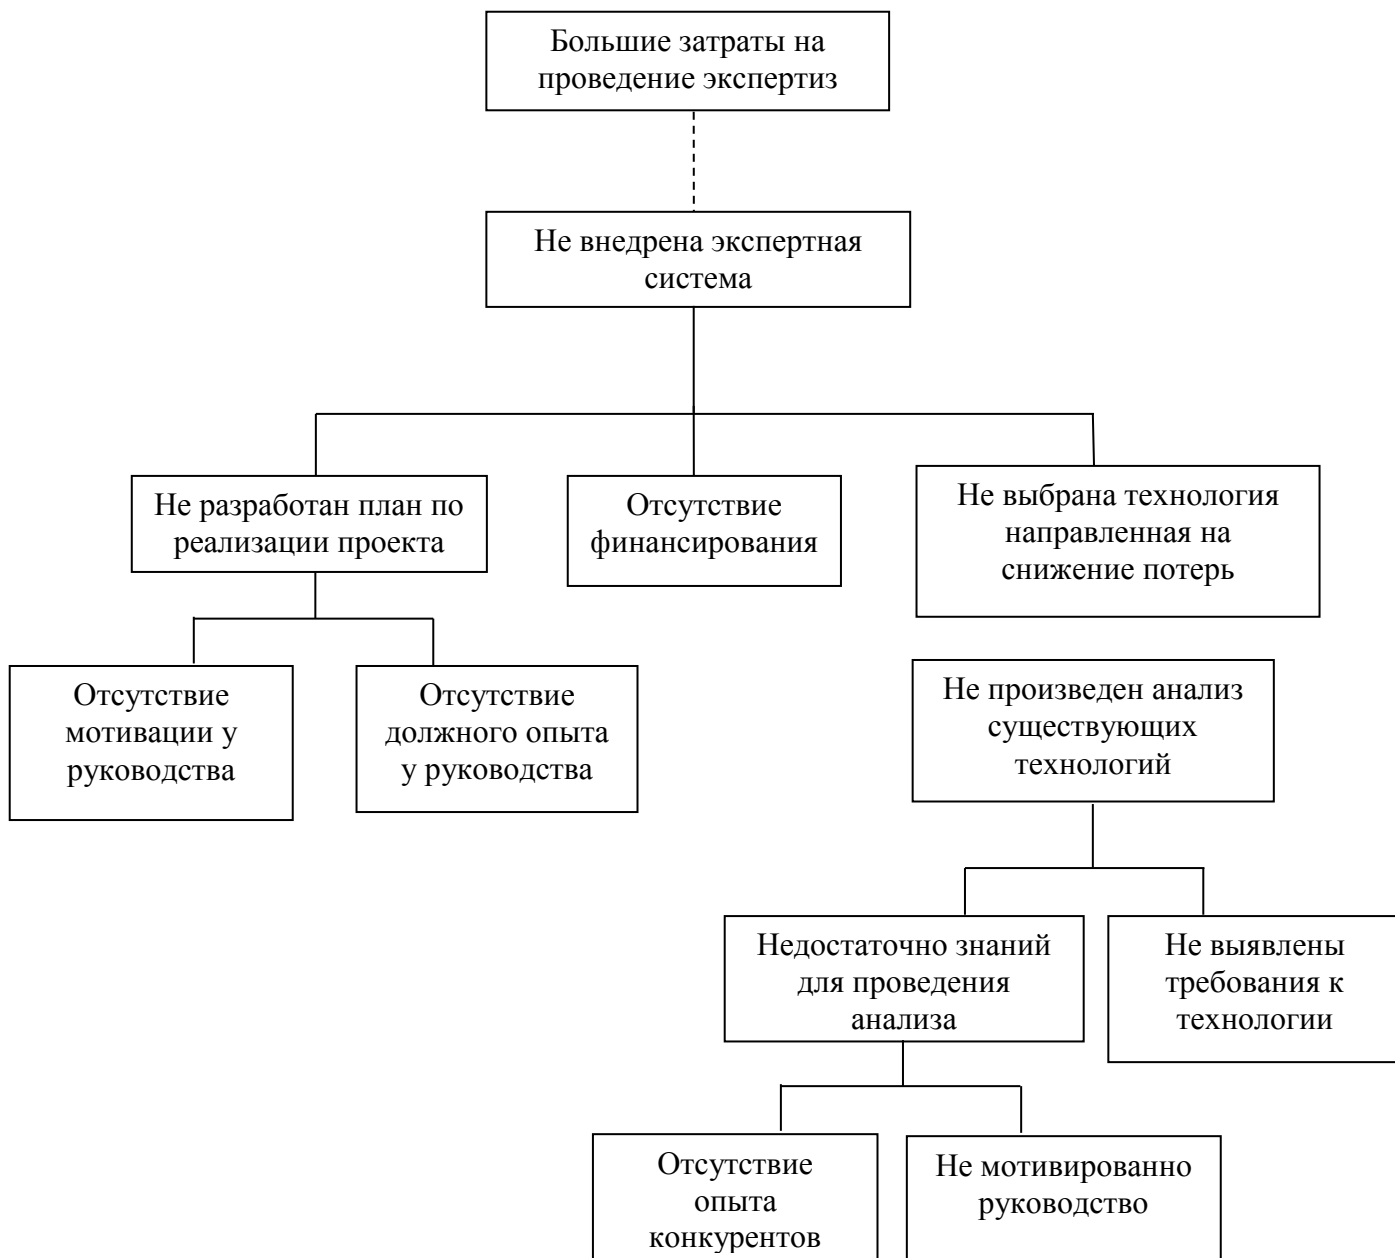 Большие затраты на
проведение экспертиз
Не внедрена экспертная
система
Не разработан план по
реализации проекта
Отсутствие
финансирования
Не выбрана технология
направленная на
снижение потерь
Отсутствие
мотивации у
руководства
Отсутствие
должного опыта
у руководства
Не произведен анализ
существующих
технологий
Недостаточно знаний
для проведения
анализа
Не выявлены
требования к
технологии
Отсутствие
опыта
конкурентов
Не мотивированно
руководство